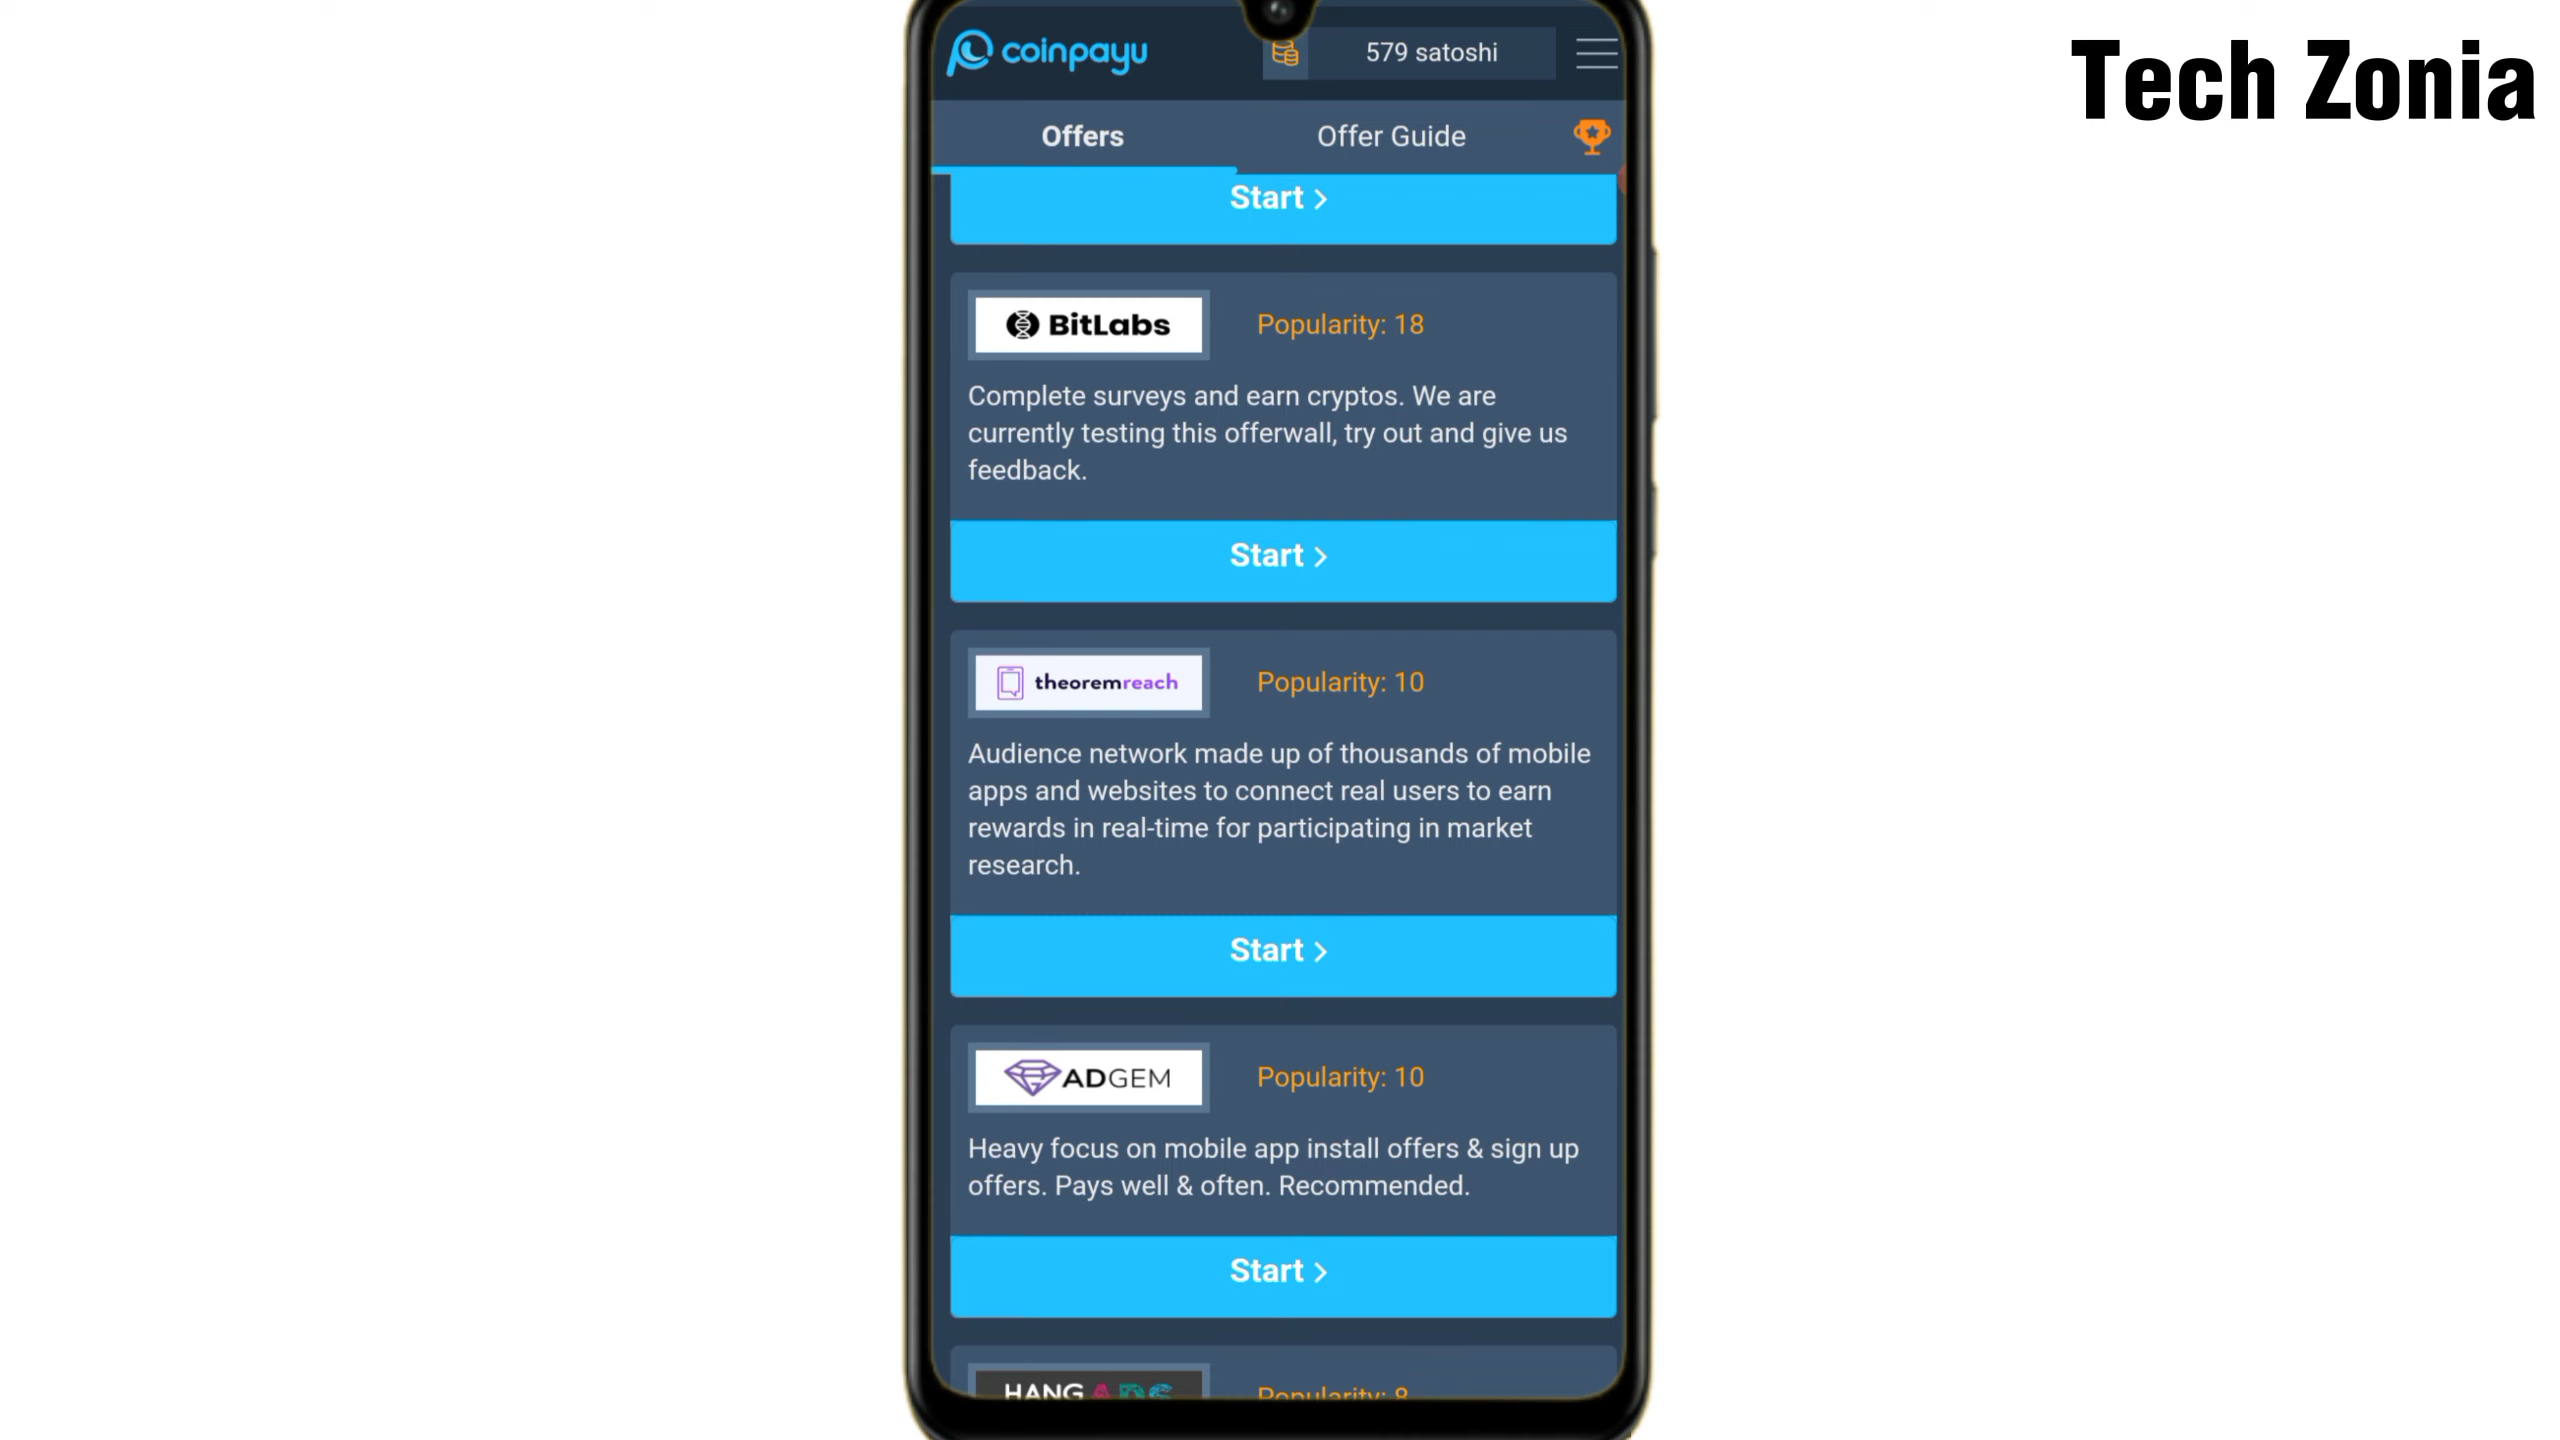 Tech Zonia
coinpayu
579 satoshi
Offers
Offer Guide
Start >
BitLabs
Popularity: 18
Complete surveys and earn cryptos. We are
currently testing this offerwall, try out and give us
feedback.
Start >
theoremreach
Popularity: 10
Audience network made up of thousands of mobile
apps and websites to connect real users to earn
rewards in real-time for participating in market
research.
Start >
ADGEM
Popularity: 10
Heavy focus on mobile app install offers & sign up
offers. Pays well & often. Recommended.
Start >
HANG ADS
Popularity: 8